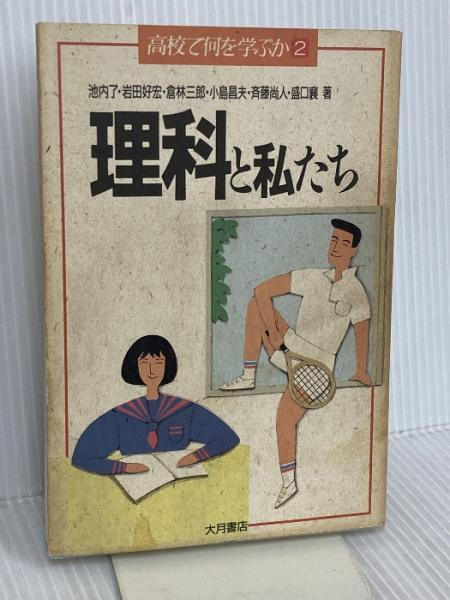 高校で何を学ぶか 2
池内了・岩田好宏・倉林三郎・小島昌夫・斉藤尚人・盛口襄 著
理科と私たち
大月書店